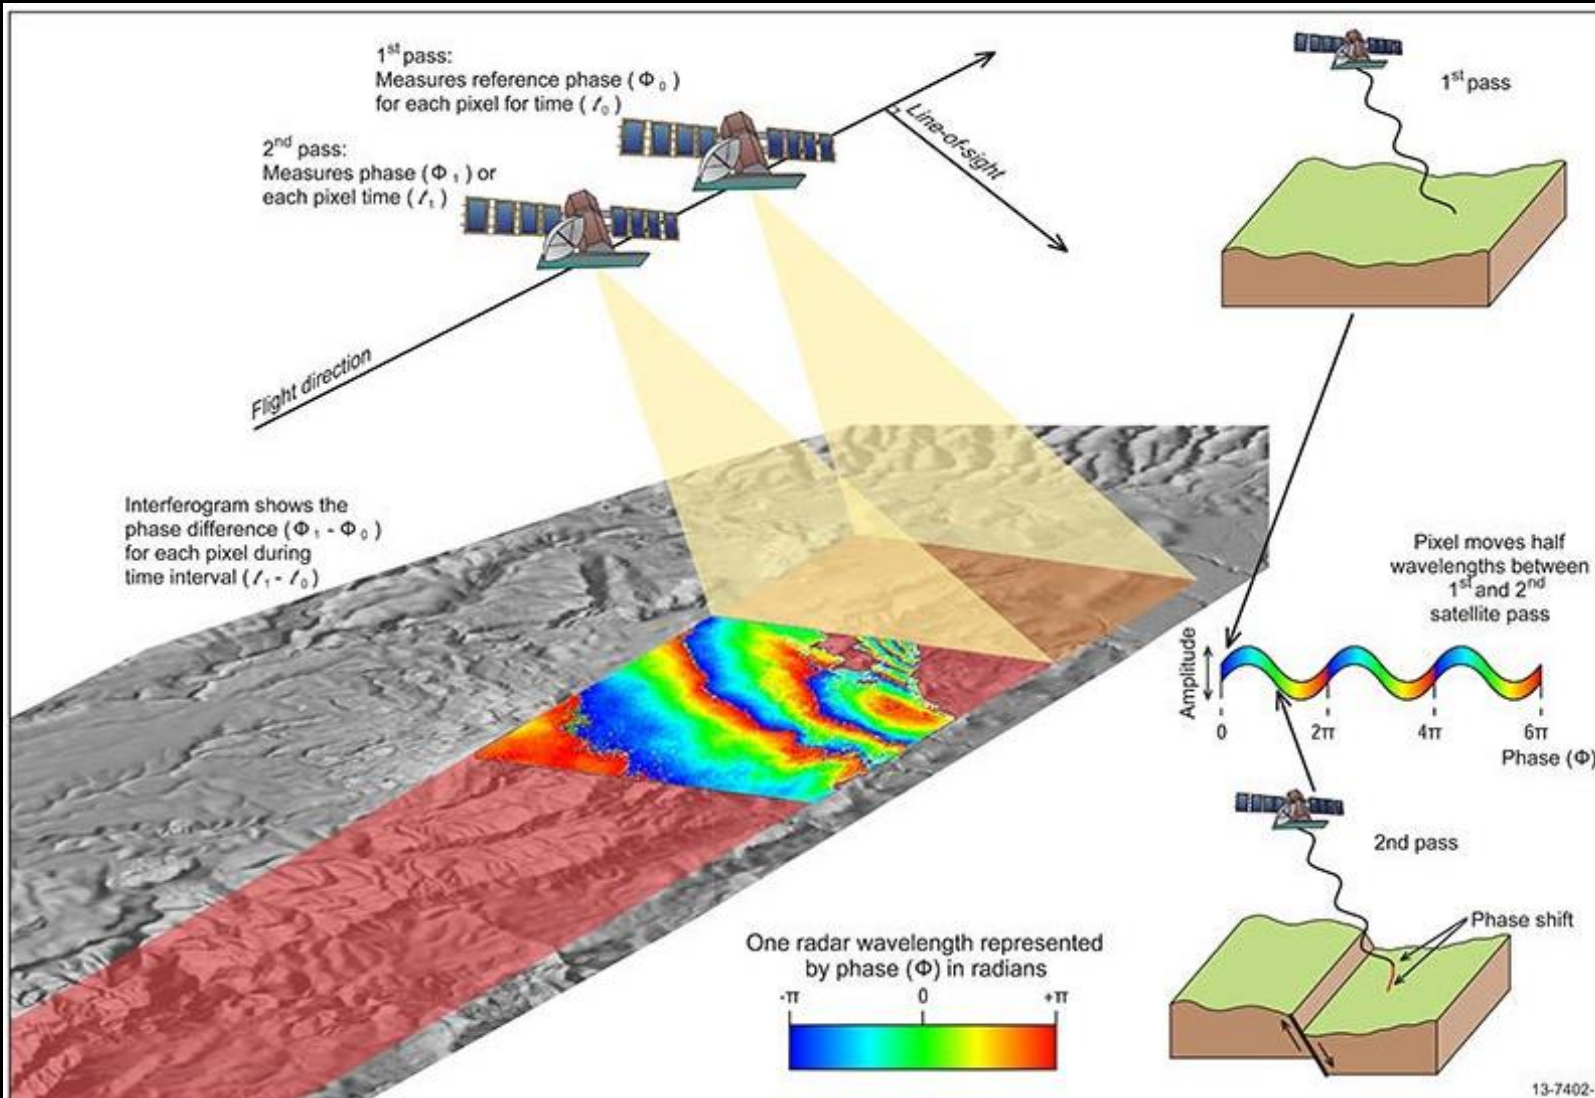 1st pass:
Measures reference phase (Φ0)
for each pixel for time (t0)
2nd pass:
Measures phase (Φ1) or
each pixel time (t1)
Line-of-sight
Flight direction
Interferogram shows the
phase difference (Φ1 - Φ0)
for each pixel during
time interval (t1 - t0)
1st pass
Pixel moves half
wavelengths between
1st and 2nd
satellite pass
Amplitude
0 2π 4π 6π
Phase (Φ)
2nd pass
Phase shift
One radar wavelength represented
by phase (Φ) in radians
-π 0 +π
13-7402-